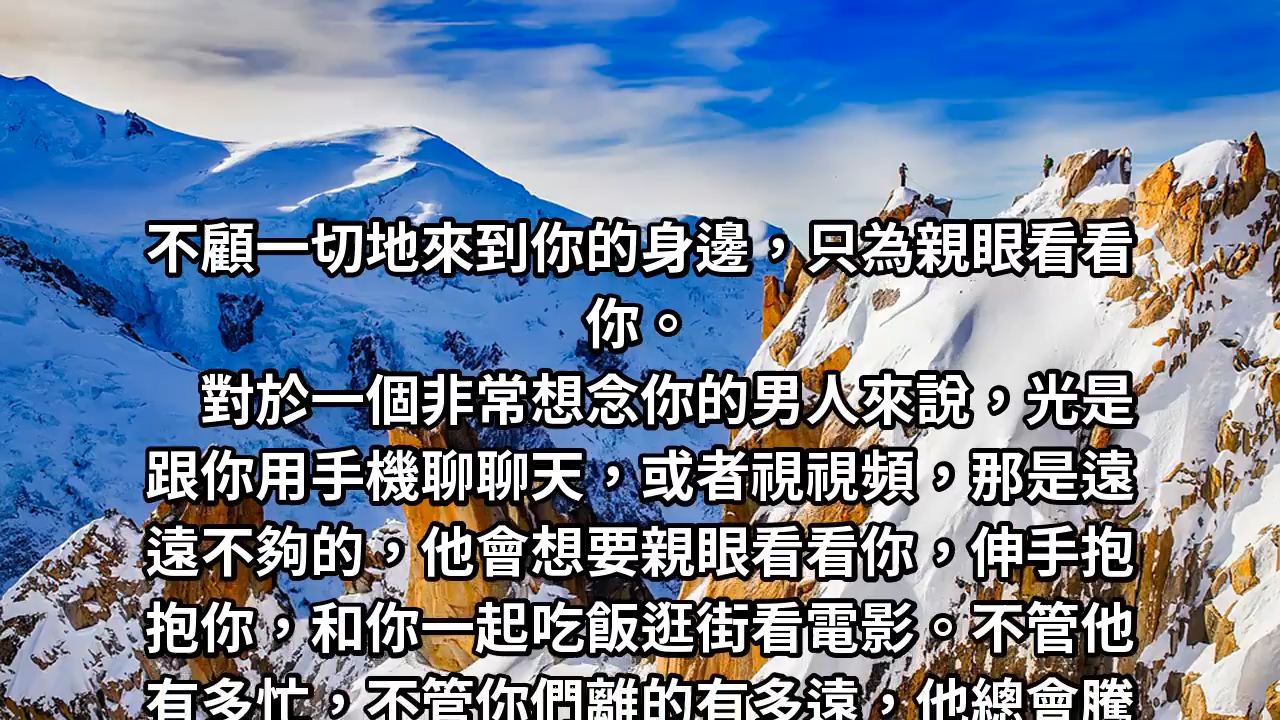 不顧一切地來到你的身邊，只為親眼看看
你。
對於一個非常想念你的男人來說，光是
跟你用手機聊聊天，或者視視頻，那是遠
遠不夠的，他會想要親眼看看你，伸手抱
抱你，和你一起吃飯逛街看電影。不管他
有多忙，不管你們離的有多遠，他總會騰